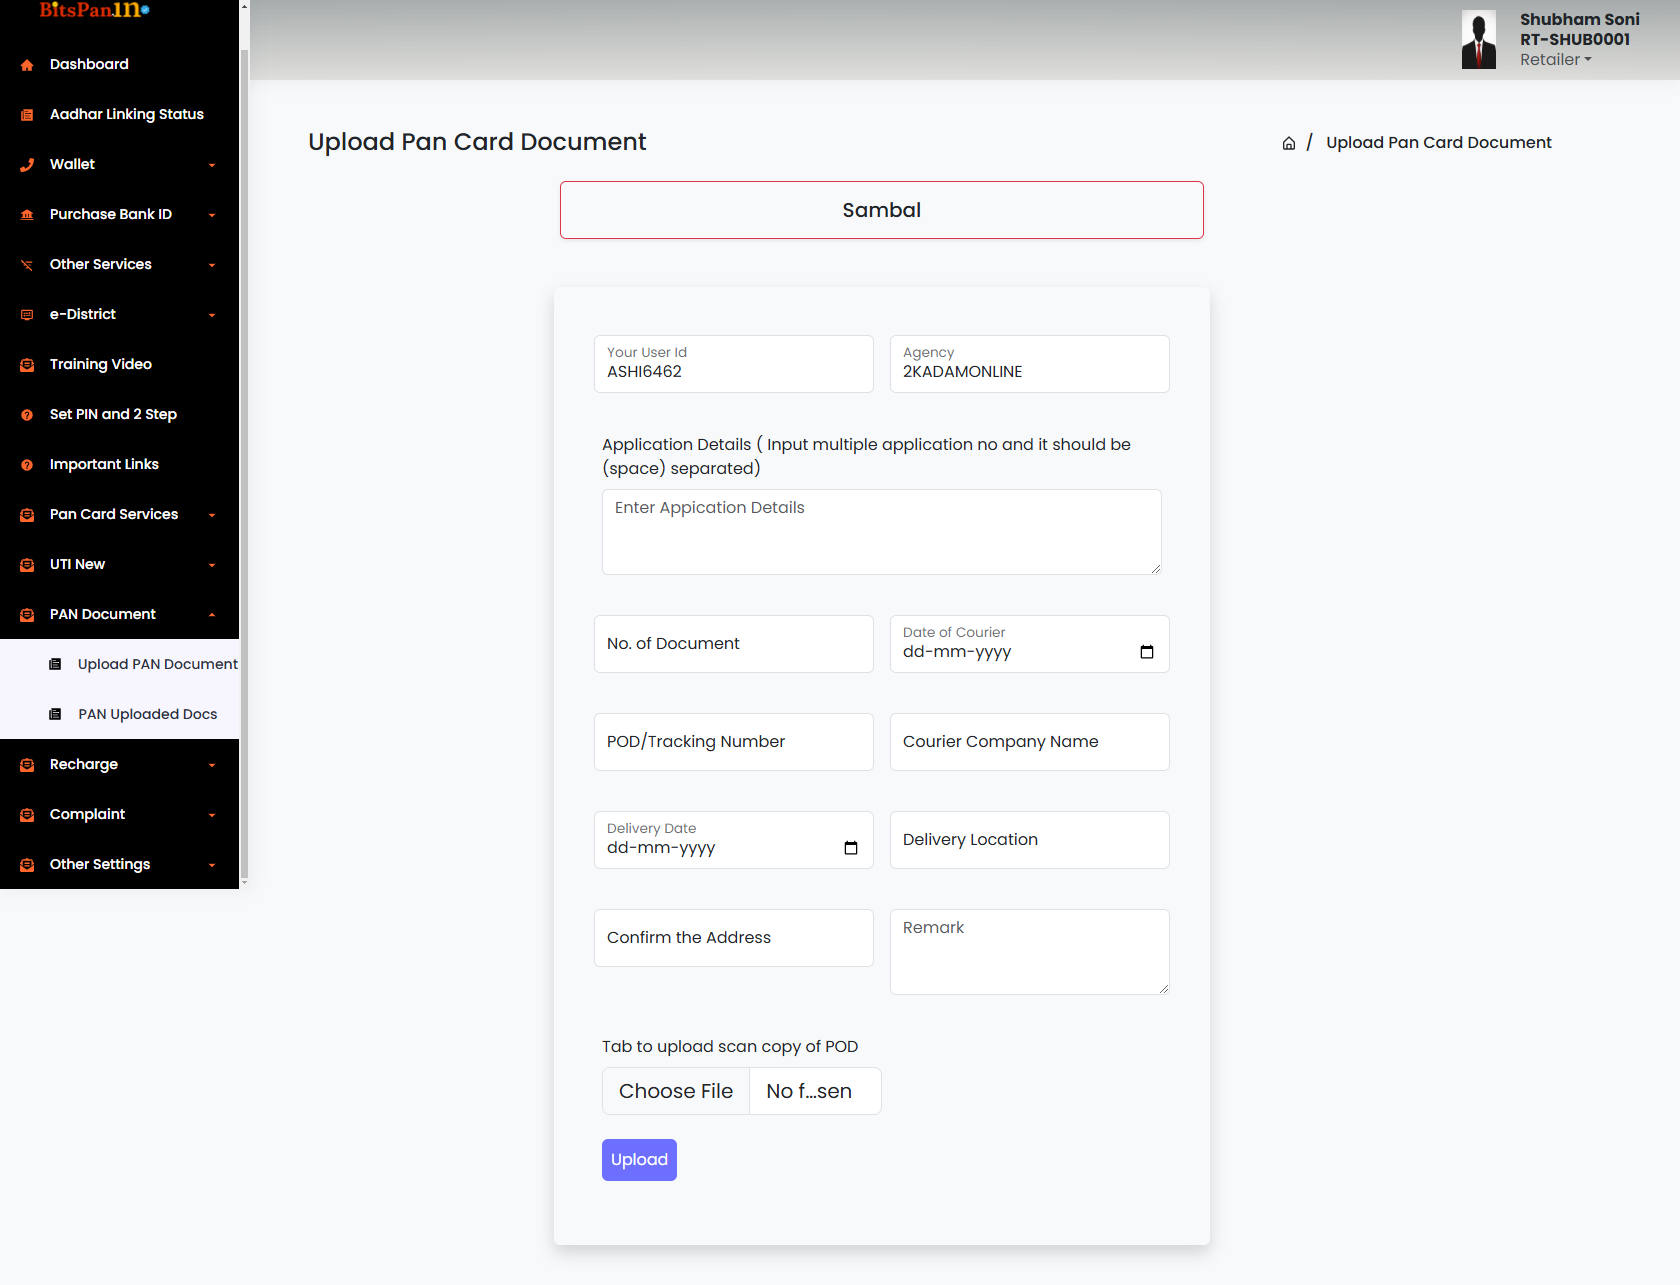 BitsPan.in
Dashboard
Aadhar Linking Status
Wallet
Purchase Bank ID
Other Services
e-District
Training Video
Set PIN and 2 Step
Important Links
Pan Card Services
UTI New
PAN Document
Upload PAN Document
PAN Uploaded Docs
Recharge
Complaint
Other Settings
Shubham Soni
RT-SHUB0001
Retailer
Upload Pan Card Document
/ Upload Pan Card Document
Sambal
Your User Id
ASHI6462
Agency
2KADAMONLINE
Application Details ( Input multiple application no and it should be
(space) separated)
Enter Appication Details
No. of Document
Date of Courier
dd-mm-yyyy
POD/Tracking Number
Courier Company Name
Delivery Date
dd-mm-yyyy
Delivery Location
Confirm the Address
Remark
Tab to upload scan copy of POD
Choose File
No f...sen
Upload